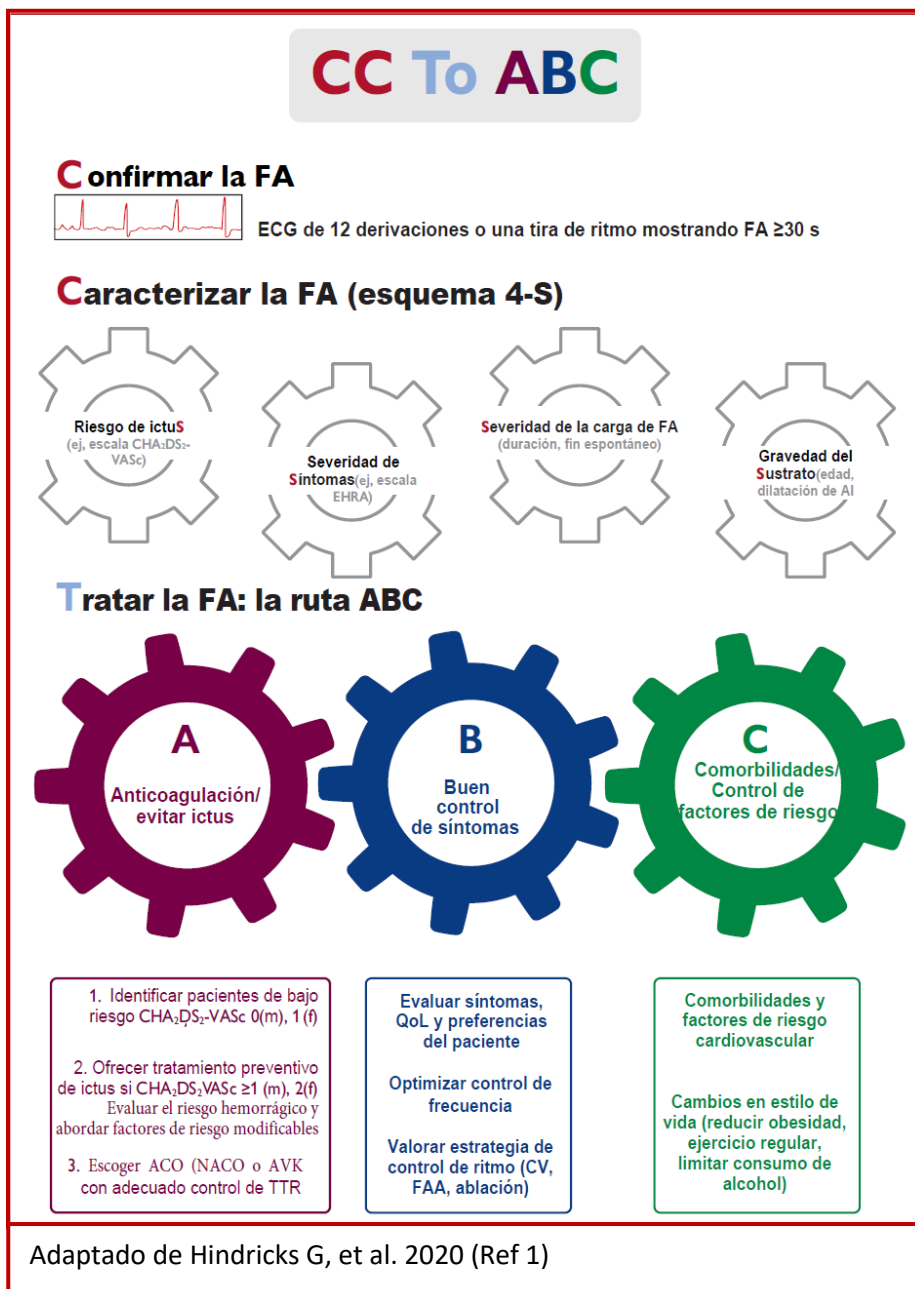 CC To ABC
Confirmar la FA
ECG de 12 derivaciones o una tira de ritmo mostrando FA ≥30 s
Caracterizar la FA (esquema 4-S)
Riesgo de ictuS
(ej, escala CHA₂DS₂-
VASc)
Severidad de
Síntomas(ej, escala
EHRA)
Severidad de la carga de FA
(duración, fin espontáneo)
Gravedad del
Sustrato(edad,
dilatación de AI
Tratar la FA: la ruta ABC
A
Anticoagulación/
evitar ictus
B
Buen
control
de síntomas
C
Comorbilidades/
Control de
factores de riesgo
1. Identificar pacientes de bajo
riesgo CHA₂DS₂-VASc 0(m), 1 (f)
2. Ofrecer tratamiento preventivo
de ictus si CHA₂DS₂VASc ≥1 (m), 2(f)
Evaluar el riesgo hemorrágico y
abordar factores de riesgo modificables
3. Escoger ACO (NACO o AVK
con adecuado control de TTR
Evaluar síntomas,
QoL y preferencias
del paciente
Optimizar control de
frecuencia
Valorar estrategia de
control de ritmo (CV,
FAA, ablación)
Comorbilidades y
factores de riesgo
cardiovascular
Cambios en estilo de
vida (reducir obesidad,
ejercicio regular,
limitar consumo de
alcohol)
Adaptado de Hindricks G, et al. 2020 (Ref 1)